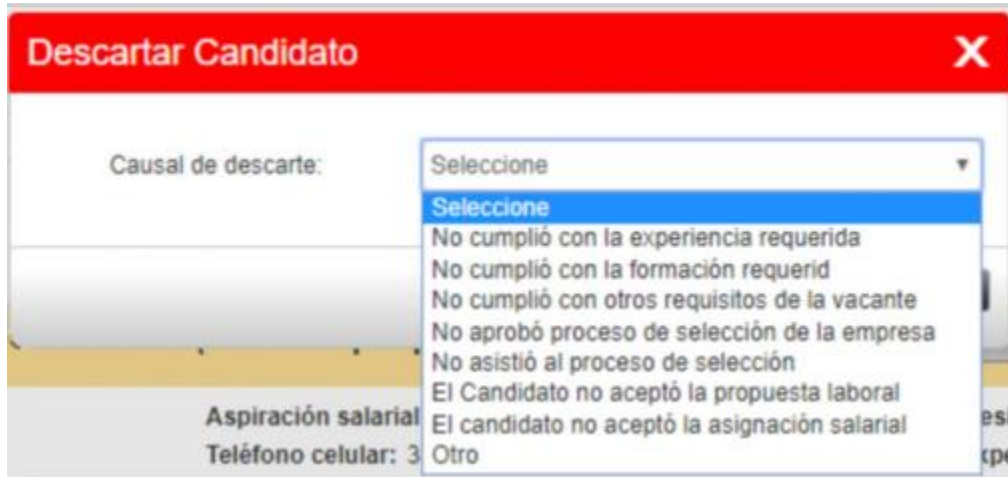 Descartar Candidato X
Causal de descarte: Seleccione
Seleccione
No cumplió con la experiencia requerida
No cumplió con la formación requerid
No cumplió con otros requisitos de la vacante
No aprobó proceso de selección de la empresa
No asistió al proceso de selección
El Candidato no aceptó la propuesta laboral
El candidato no aceptó la asignación salarial
Otro
Aspiración salarial
Teléfono celular: 3